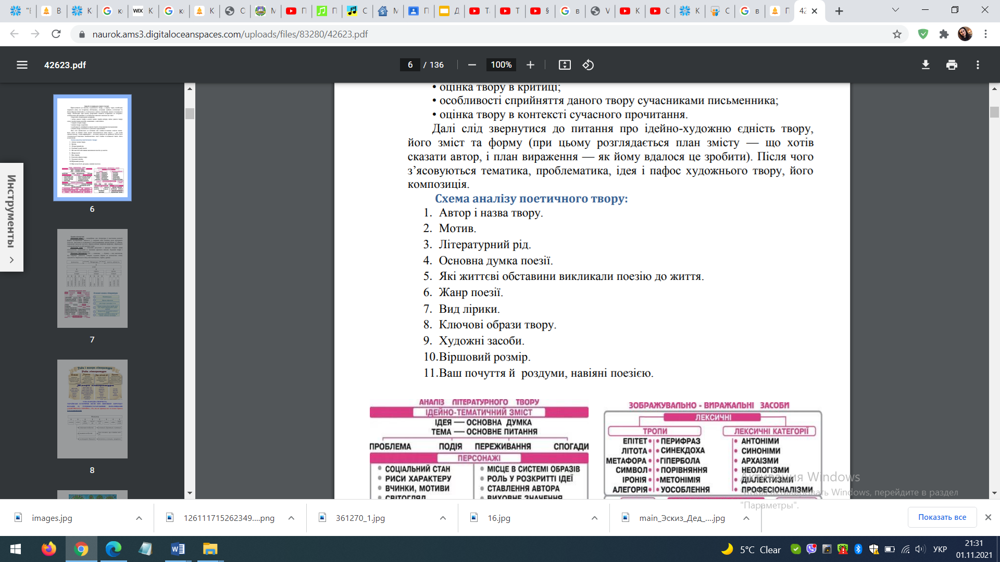 "Е
В
К
К
К
С
М
П
П
С
М
П
Д
Т
Т
§
в
V
К
С
К
С
в
П
42
naurok.ams3.digitaloceanspaces.com/uploads/files/83280/42623.pdf
42623.pdf
6 / 136
100%
Инструменты
6
7
8
• оцінка твору в критиці;
• особливості сприйняття даного твору сучасниками письменника;
• оцінка твору в контексті сучасного прочитання.
Далі слід звернутися до питання про ідейно-художню єдність твору,
його зміст та форму (при цьому розглядається план змісту — що хотів
сказати автор, і план вираження — як йому вдалося це зробити). Після чого
з’ясовуються тематика, проблематика, ідея і пафос художнього твору, його
композиція.
Схема аналізу поетичного твору:
1. Автор і назва твору.
2. Мотив.
3. Літературний рід.
4. Основна думка поезії.
5. Які життєві обставини викликали поезію до життя.
6. Жанр поезії.
7. Вид лірики.
8. Ключові образи твору.
9. Художні засоби.
10.Віршовий розмір.
11.Ваш почуття й роздуми, навіяні поезією.
АНАЛІЗ ЛІТЕРАТУРНОГО ТВОРУ
ІДЕЙНО-ТЕМАТИЧНИЙ ЗМІСТ
ІДЕЯ — ОСНОВНА ДУМКА
ТЕМА — ОСНОВНЕ ПИТАННЯ
ПРОБЛЕМА ПОДІЯ ПЕРЕЖИВАННЯ СПОГАДИ
ПЕРСОНАЖІ
• СОЦІАЛЬНИЙ СТАН
• РИСИ ХАРАКТЕРУ
• ВЧИНКИ, МОТИВИ
• СВІТОГЛЯД
• МІСЦЕ В СИСТЕМІ ОБРАЗІВ
• РОЛЬ У РОЗКРИТТІ ІДЕЇ
• СТАВЛЕННЯ АВТОРА
• ВИХОВНЕ ЗНАЧЕННЯ
ЗОБРАЖУВАЛЬНО - ВИРАЖАЛЬНІ ЗАСОБИ
ЛЕКСИЧНІ
ТРОПИ
ЕПІТЕТ • • ПЕРИФРАЗ
ЛІТОТА • • СИНЕКДОХА
МЕТАФОРА • • ГІПЕРБОЛА
СИМВОЛ • • ПОРІВНЯННЯ
ІРОНІЯ • • МЕТОНІМІЯ
АЛЕГОРІЯ • • УОСОБЛЕННЯ
ЛЕКСИЧНІ КАТЕГОРІЇ
• АНТОНІМИ
• СИНОНІМИ
• АРХАЇЗМИ
• НЕОЛОГІЗМИ
• ДІАЛЕКТИЗМИ
• ПРОФЕСІОНАЛІЗМИ
Активация Windows
Чтобы активировать Windows, перейдите в раздел
"Параметры".
images.jpg
126111715262349....png
361270_1.jpg
16.jpg
main_Эскиз_Дед_....jpg
Показать все
5°C Clear
УКР
21:31
01.11.2021